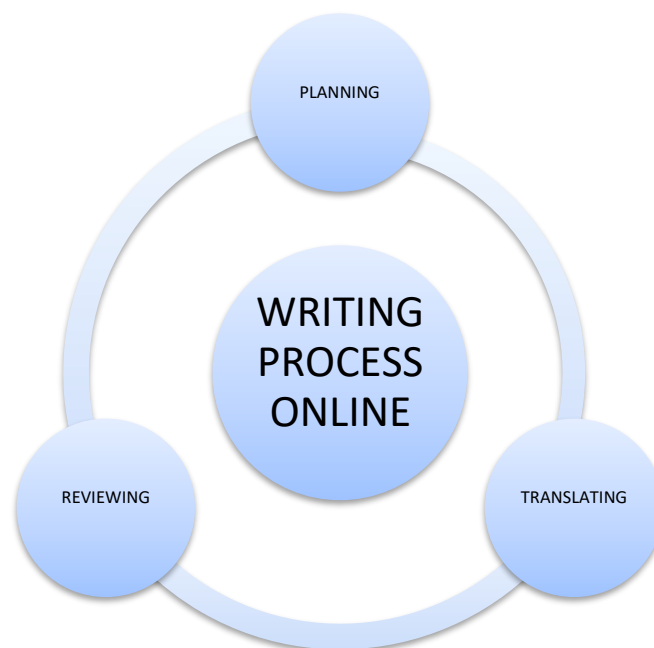 PLANNING
WRITING
PROCESS
ONLINE
REVIEWING
TRANSLATING